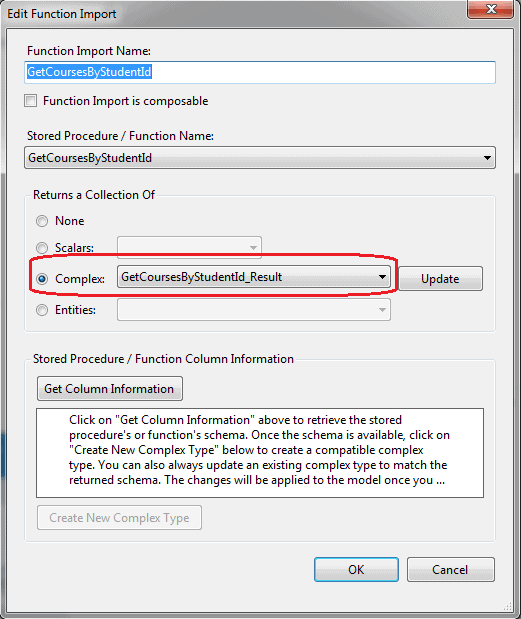 Edit Function Import
Function Import Name:
GetCoursesByStudentId
Function Import is composable
Stored Procedure / Function Name:
GetCoursesByStudentId
Returns a Collection Of
None
Scalars:
Complex: GetCoursesByStudentId_Result Update
Entities:
Stored Procedure / Function Column Information
Get Column Information
Click on "Get Column Information" above to retrieve the stored
procedure's or function's schema. Once the schema is available, click on
"Create New Complex Type" below to create a compatible complex
type. You can also always update an existing complex type to match the
returned schema. The changes will be applied to the model once you ...
Create New Complex Type
OK Cancel